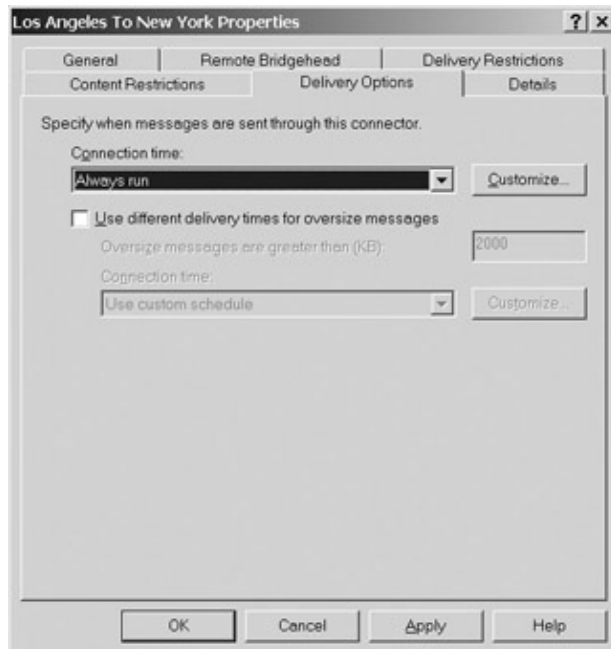 Los Angeles To New York Properties
General Remote Bridgehead Delivery Restrictions
Content Restrictions Delivery Options Details
Specify when messages are sent through this connector.
Connection time:
Always run Customize...
Use different delivery times for oversize messages
Oversize messages are greater than (KB): 2000
Connection time:
Use custom schedule Customize...
OK Cancel Apply Help